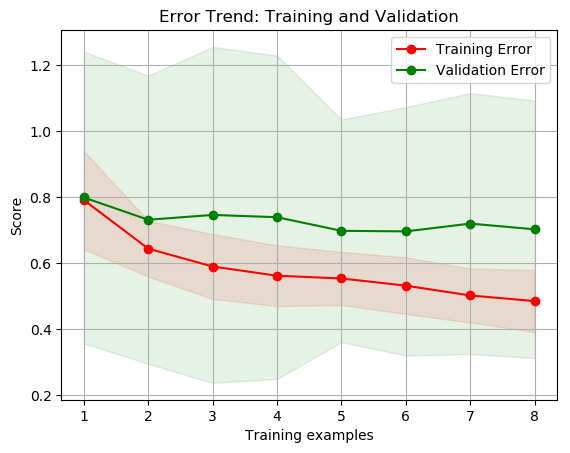 Error Trend: Training and Validation
Training Error
Validation Error
Score
1.2
1.0
0.8
0.6
0.4
0.2
1 2 3 4 5 6 7 8
Training examples